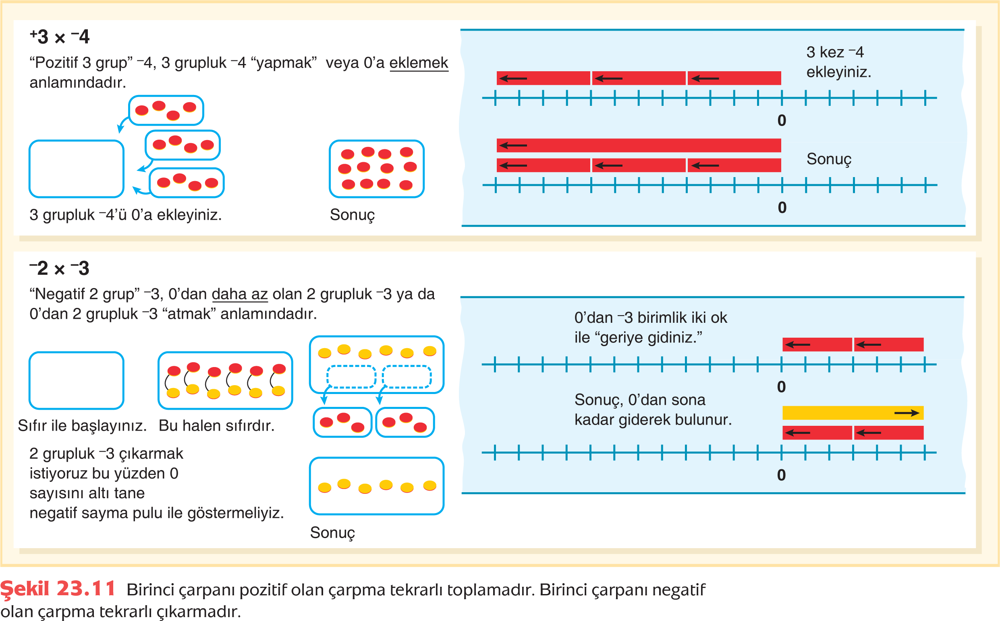 +3 × –4
“Pozitif 3 grup” –4, 3 grupluk –4 “yapmak” veya 0’a eklemek
anlamındadır.
3 grupluk –4’ü 0’a ekleyiniz.
Sonuç
3 kez –4
ekleyiniz.
0
Sonuç
0
–2 × –3
“Negatif 2 grup” –3, 0’dan daha az olan 2 grupluk –3 ya da
0’dan 2 grupluk –3 “atmak” anlamındadır.
Sıfır ile başlayınız.
Bu halen sıfırdır.
2 grupluk –3 çıkarmak
istiyoruz bu yüzden 0
sayısını altı tane
negatif sayma pulu ile göstermeliyiz.
Sonuç
0’dan –3 birimlik iki ok
ile “geriye gidiniz.”
0
Sonuç, 0’dan sona
kadar giderek bulunur.
0
Şekil 23.11 Birinci çarpanı pozitif olan çarpma tekrarlı toplamadır. Birinci çarpanı negatif
olan çarpma tekrarlı çıkarmadır.